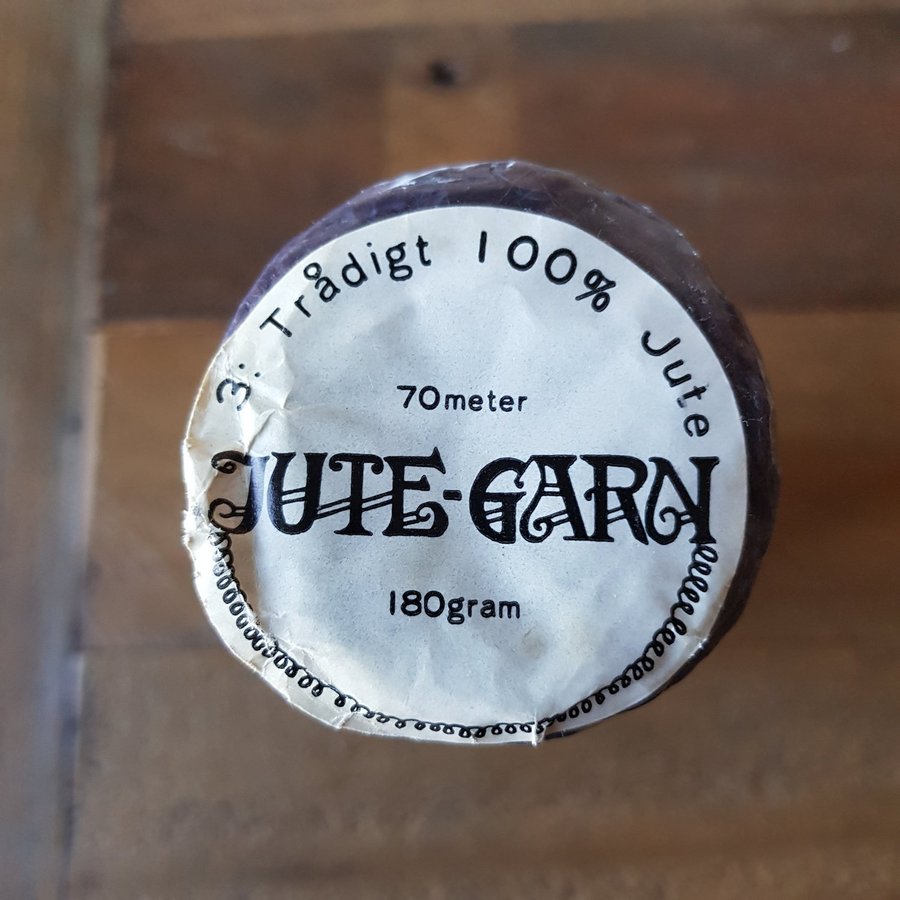 3: Trådigt 100% Jute
70meter
JUTE-GARN
180gram